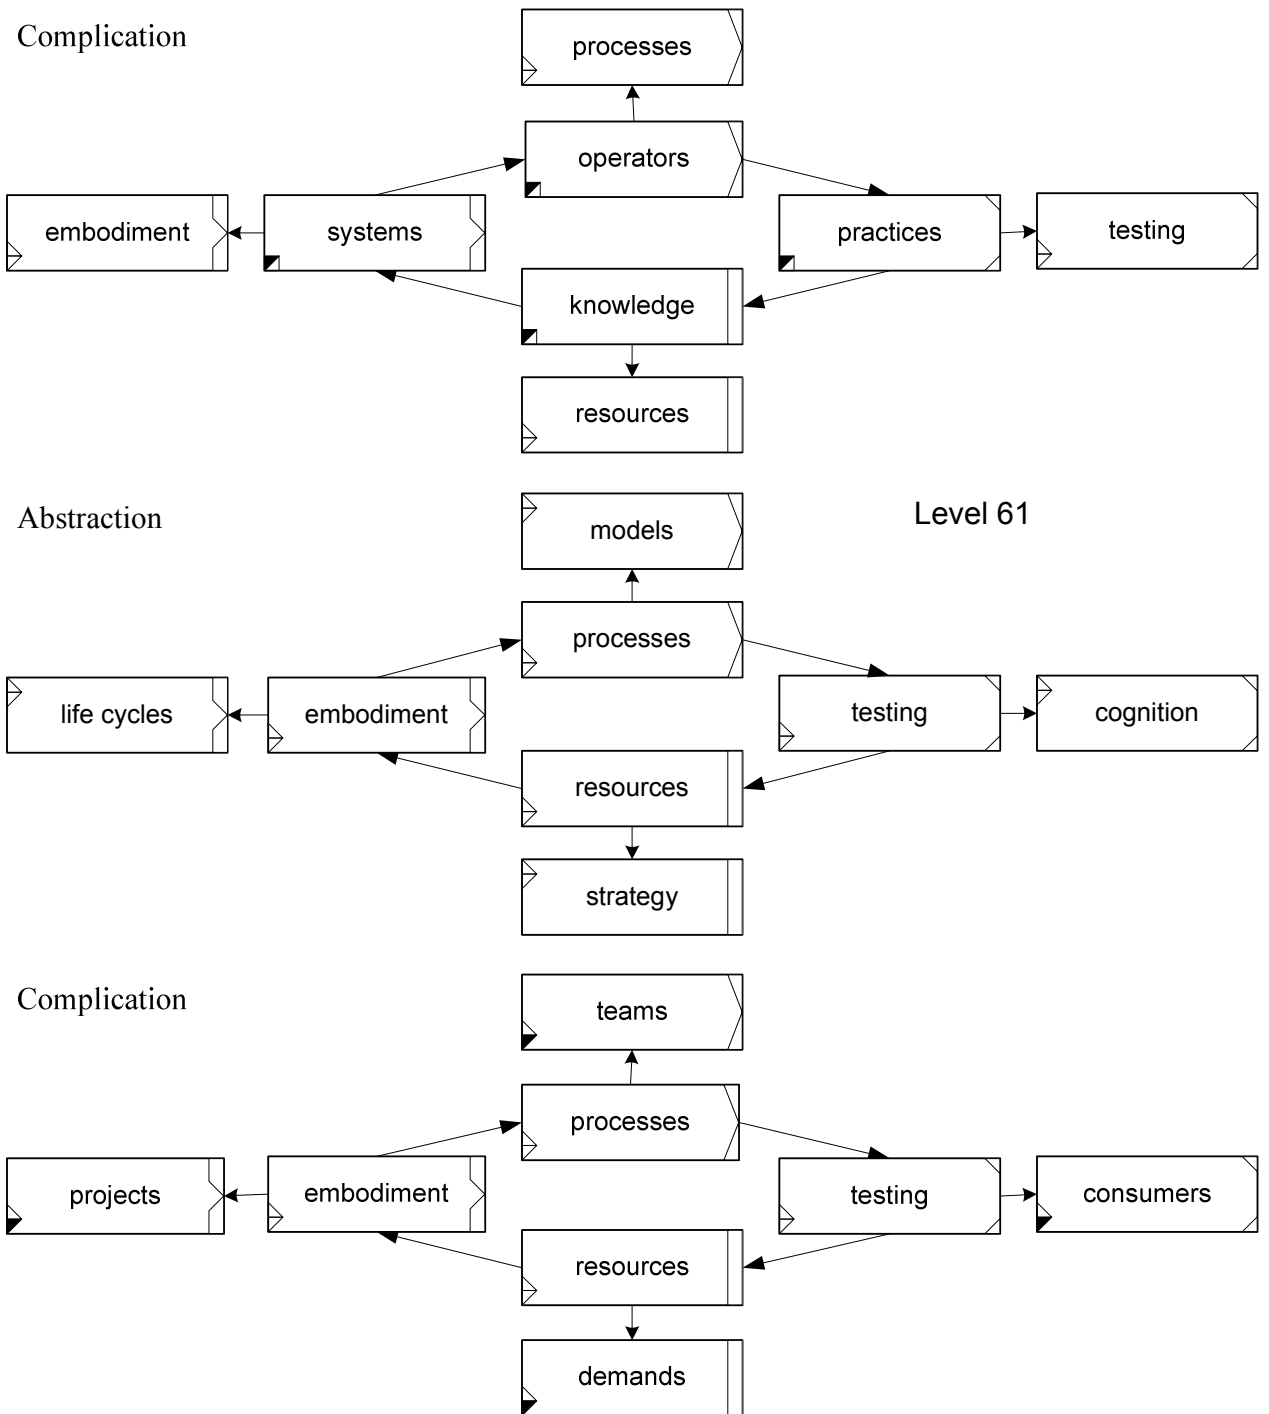 Complication
processes
operators
embodiment
systems
practices
testing
knowledge
resources
Abstraction
models
Level 61
processes
life cycles
embodiment
testing
cognition
resources
strategy
Complication
teams
processes
projects
embodiment
testing
consumers
resources
demands